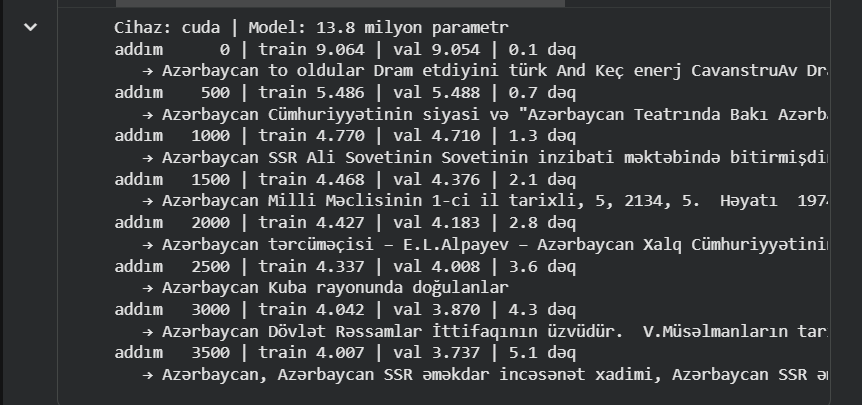 Cihaz: cuda | Model: 13.8 milyon parametr
addım      0 | train 9.064 | val 9.054 | 0.1 dəq
   → Azərbaycan to oldular Dram etdiyini türk And Keç enerj CavanstruAv Dr
addım    500 | train 5.486 | val 5.488 | 0.7 dəq
   → Azərbaycan Cümhuriyyətinin siyasi və "Azərbaycan Teatrında Bakı Azərb
addım   1000 | train 4.770 | val 4.710 | 1.3 dəq
   → Azərbaycan SSR Ali Sovetinin Sovetinin inzibati məktəbində bitirmişdi
addım   1500 | train 4.468 | val 4.376 | 2.1 dəq
   → Azərbaycan Milli Məclisinin 1-ci il tarixli, 5, 2134, 5.  Həyatı  197
addım   2000 | train 4.427 | val 4.183 | 2.8 dəq
   → Azərbaycan tərcüməçisi – E.L.Alpayev – Azərbaycan Xalq Cümhuriyyətini
addım   2500 | train 4.337 | val 4.008 | 3.6 dəq
   → Azərbaycan Kuba rayonunda doğulanlar
addım   3000 | train 4.042 | val 3.870 | 4.3 dəq
   → Azərbaycan Dövlət Rəssamlar İttifaqının üzvüdür.  V.Müsəlmanların tar
addım   3500 | train 4.007 | val 3.737 | 5.1 dəq
   → Azərbaycan, Azərbaycan SSR əməkdar incəsənət xadimi, Azərbaycan SSR ə